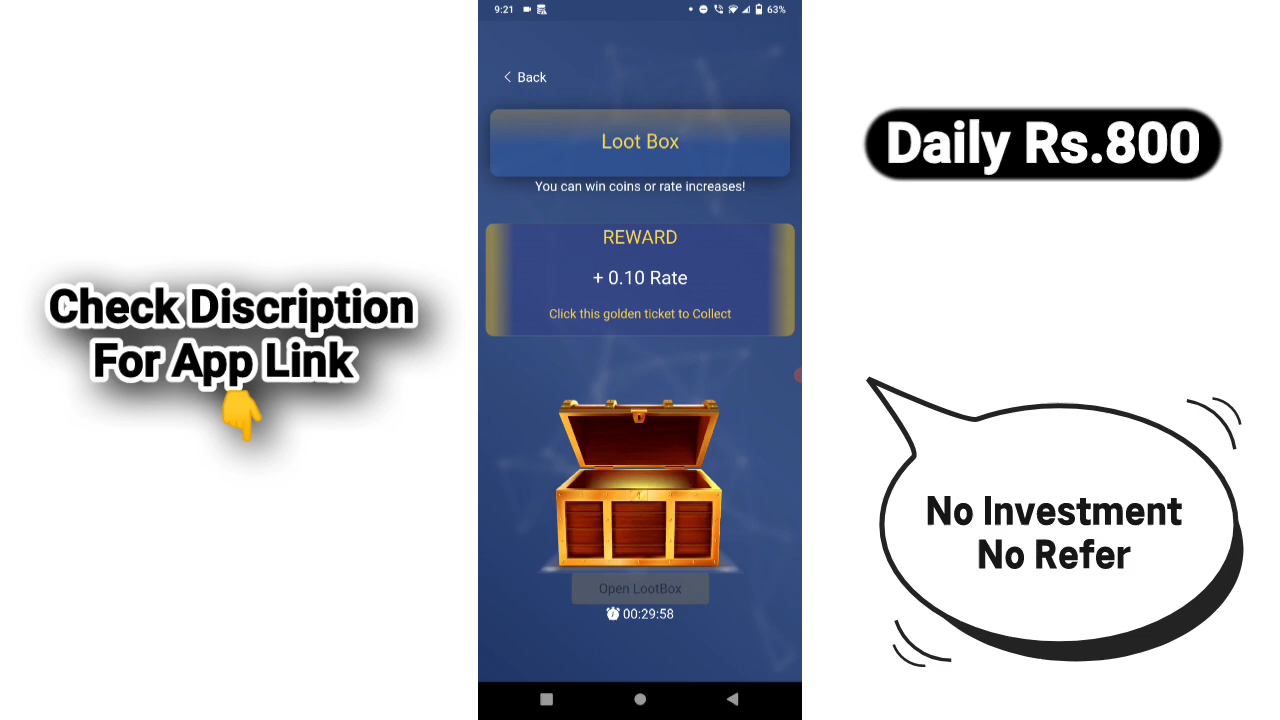 9:21
63%
Back
Loot Box
You can win coins or rate increases!
REWARD
+ 0.10 Rate
Click this golden ticket to Collect
Open LootBox
00:29:58
Check Discription
For App Link
Daily Rs.800
No Investment
No Refer